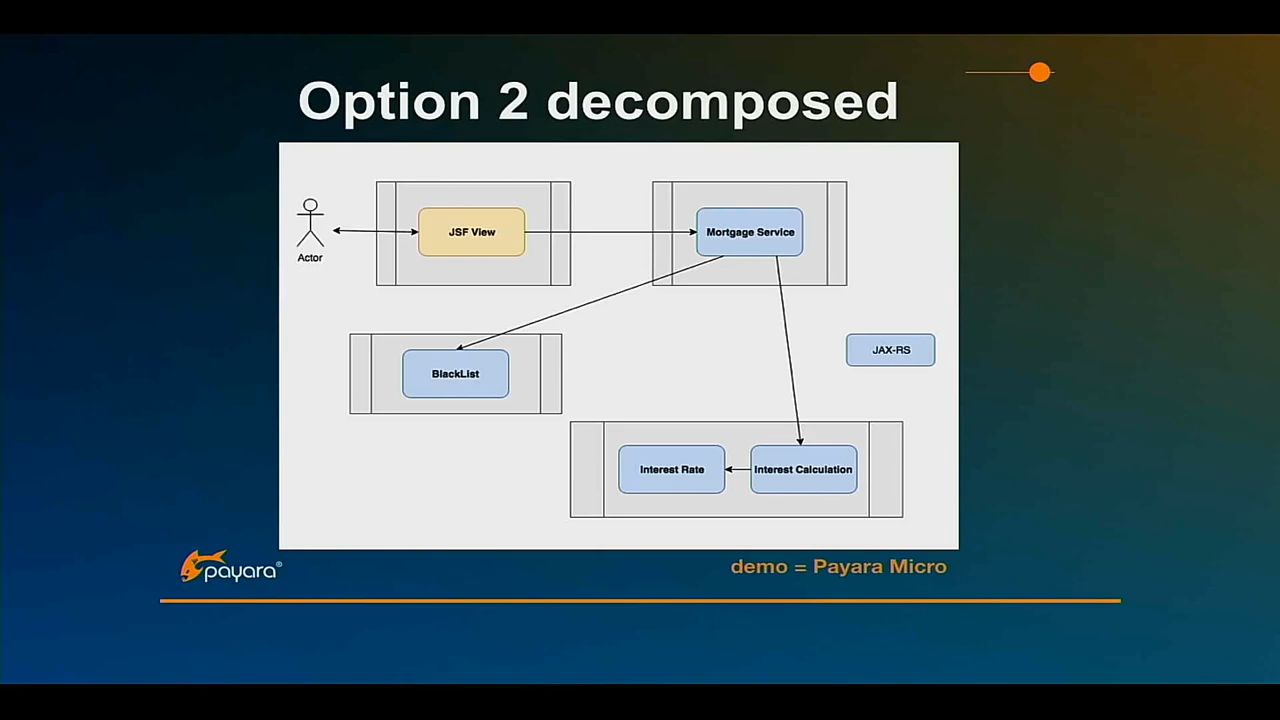 Option 2 decomposed
JSF View
Mortgage Service
Actor
JAX-RS
BlackList
Interest Rate
Interest Calculation
payara®
demo = Payara Micro